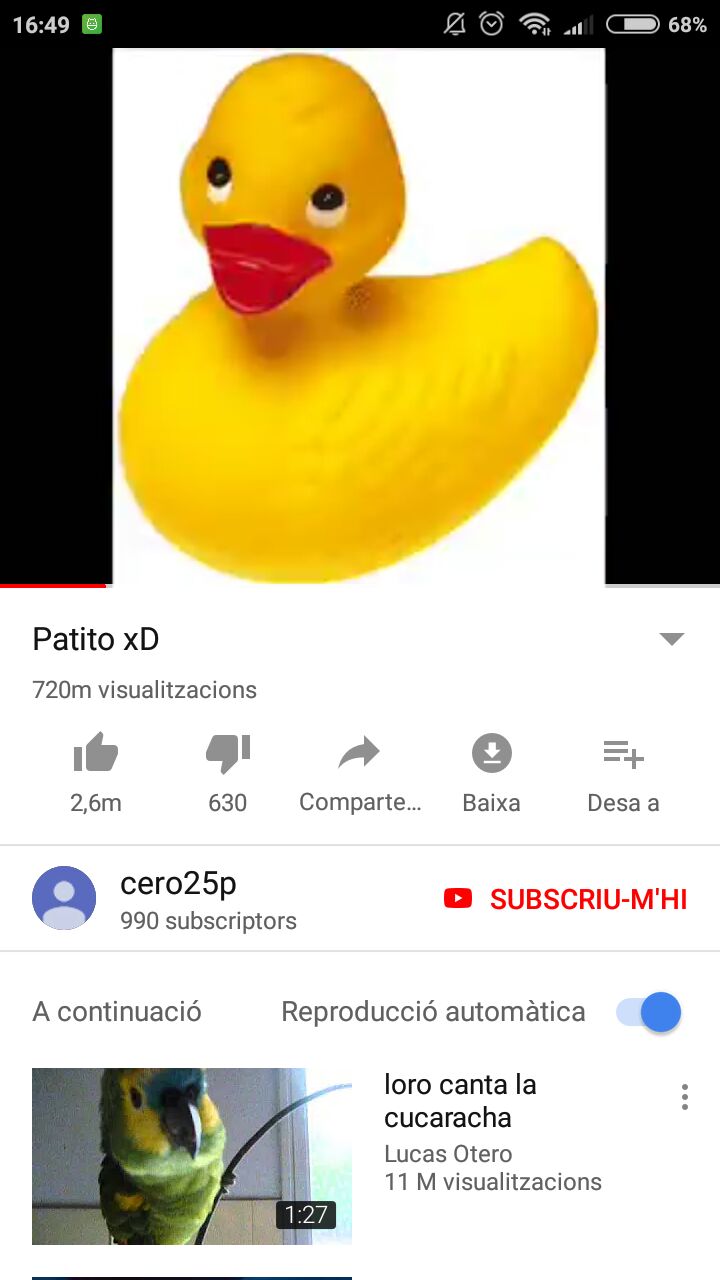 16:49 68%
Patito xD
720m visualitzacions
2,6m 630 Comparte... Baixa Desa a
cero25p
990 subscriptors
SUBSCRIU-M'HI
A continuació Reproducció automàtica
loro canta la
cucaracha
Lucas Otero
11 M visualitzacions
1:27